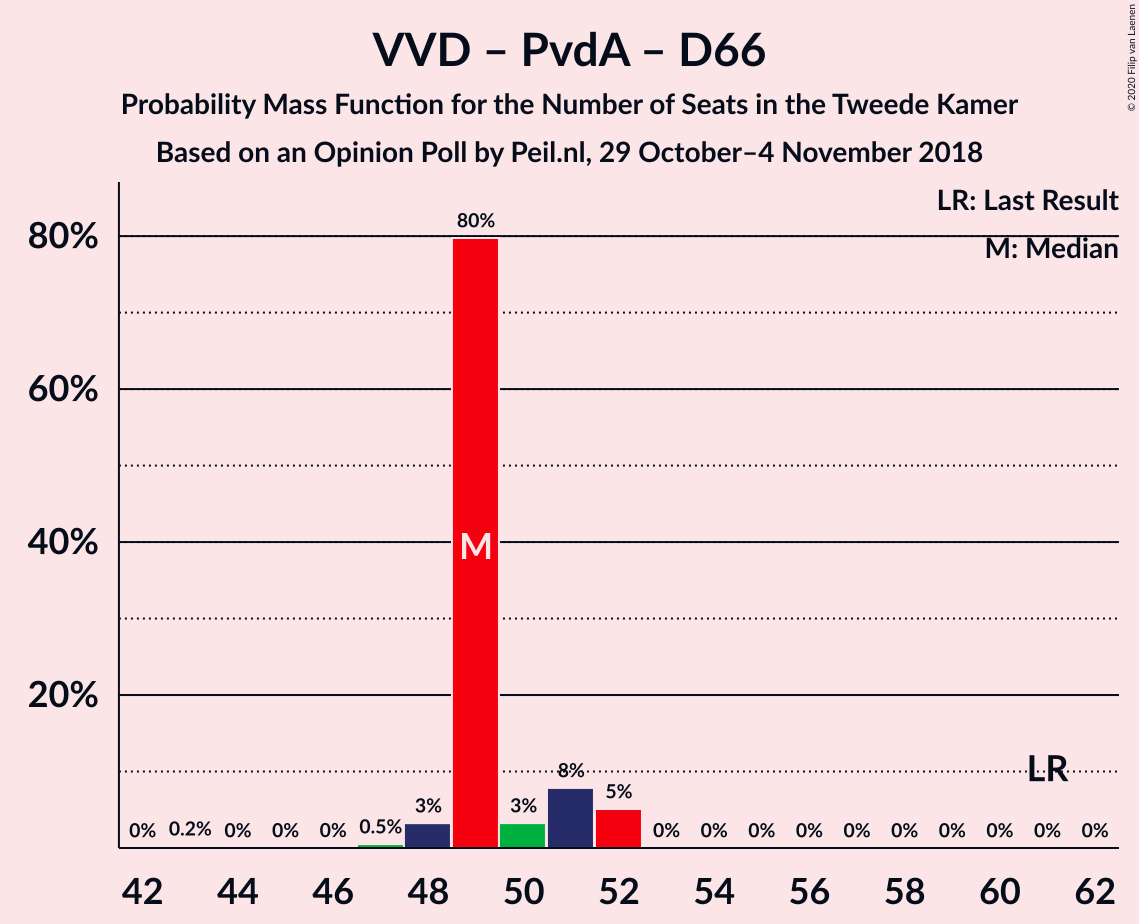 VVD – PvdA – D66
Probability Mass Function for the Number of Seats in the Tweede Kamer
Based on an Opinion Poll by Peil.nl, 29 October–4 November 2018
© 2020 Filip van Laenen
LR: Last Result
M: Median
80%
60%
40%
20%
0% 0.2% 0% 0% 0% 0.5% 3% 80% 3% 8% 5% 0% 0% 0% 0% 0% 0% 0% 0% 0% 0%
M
LR
42 44 46 48 50 52 54 56 58 60 62